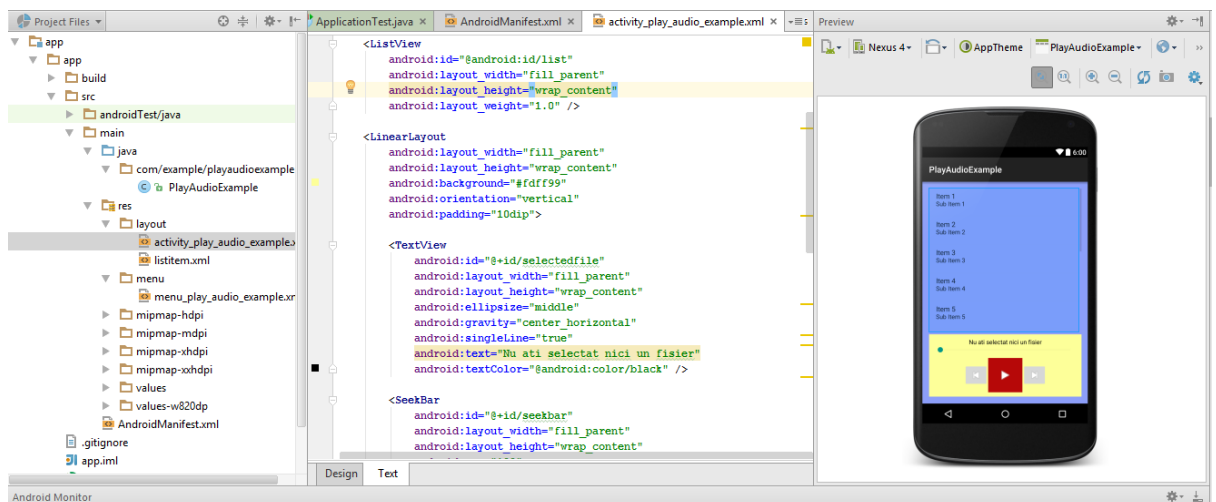 Project Files
ApplicationTest.java
AndroidManifest.xml
activity_play_audio_example.xml
Preview
app
app
build
src
androidTest/java
main
java
com/example/playaudioexample
PlayAudioExample
res
layout
activity_play_audio_example.x
listitem.xml
menu
menu_play_audio_example.xr
mipmap-hdpi
mipmap-mdpi
mipmap-xhdpi
mipmap-xxhdpi
values
values-w820dp
AndroidManifest.xml
.gitignore
app.iml
<ListView
android:id="@android:id/list"
android:layout_width="fill_parent"
android:layout_height="wrap_content"
android:layout_weight="1.0" />
<LinearLayout
android:layout_width="fill_parent"
android:layout_height="wrap_content"
android:background="#fdff99"
android:orientation="vertical"
android:padding="10dip">
<TextView
android:id="@+id/selectedfile"
android:layout_width="fill_parent"
android:layout_height="wrap_content"
android:ellipsize="middle"
android:gravity="center_horizontal"
android:singleLine="true"
android:text="Nu ati selectat nici un fisier"
android:textColor="@android:color/black" />
<SeekBar
android:id="@+id/seekbar"
android:layout_width="fill_parent"
android:layout_height="wrap_content"
Design Text
Nexus 4 AppTheme PlayAudioExample
6:00
PlayAudioExample
Item 1
Sub Item 1
Item 2
Sub Item 2
Item 3
Sub Item 3
Item 4
Sub Item 4
Item 5
Sub Item 5
Nu ati selectat nici un fisier
Android Monitor